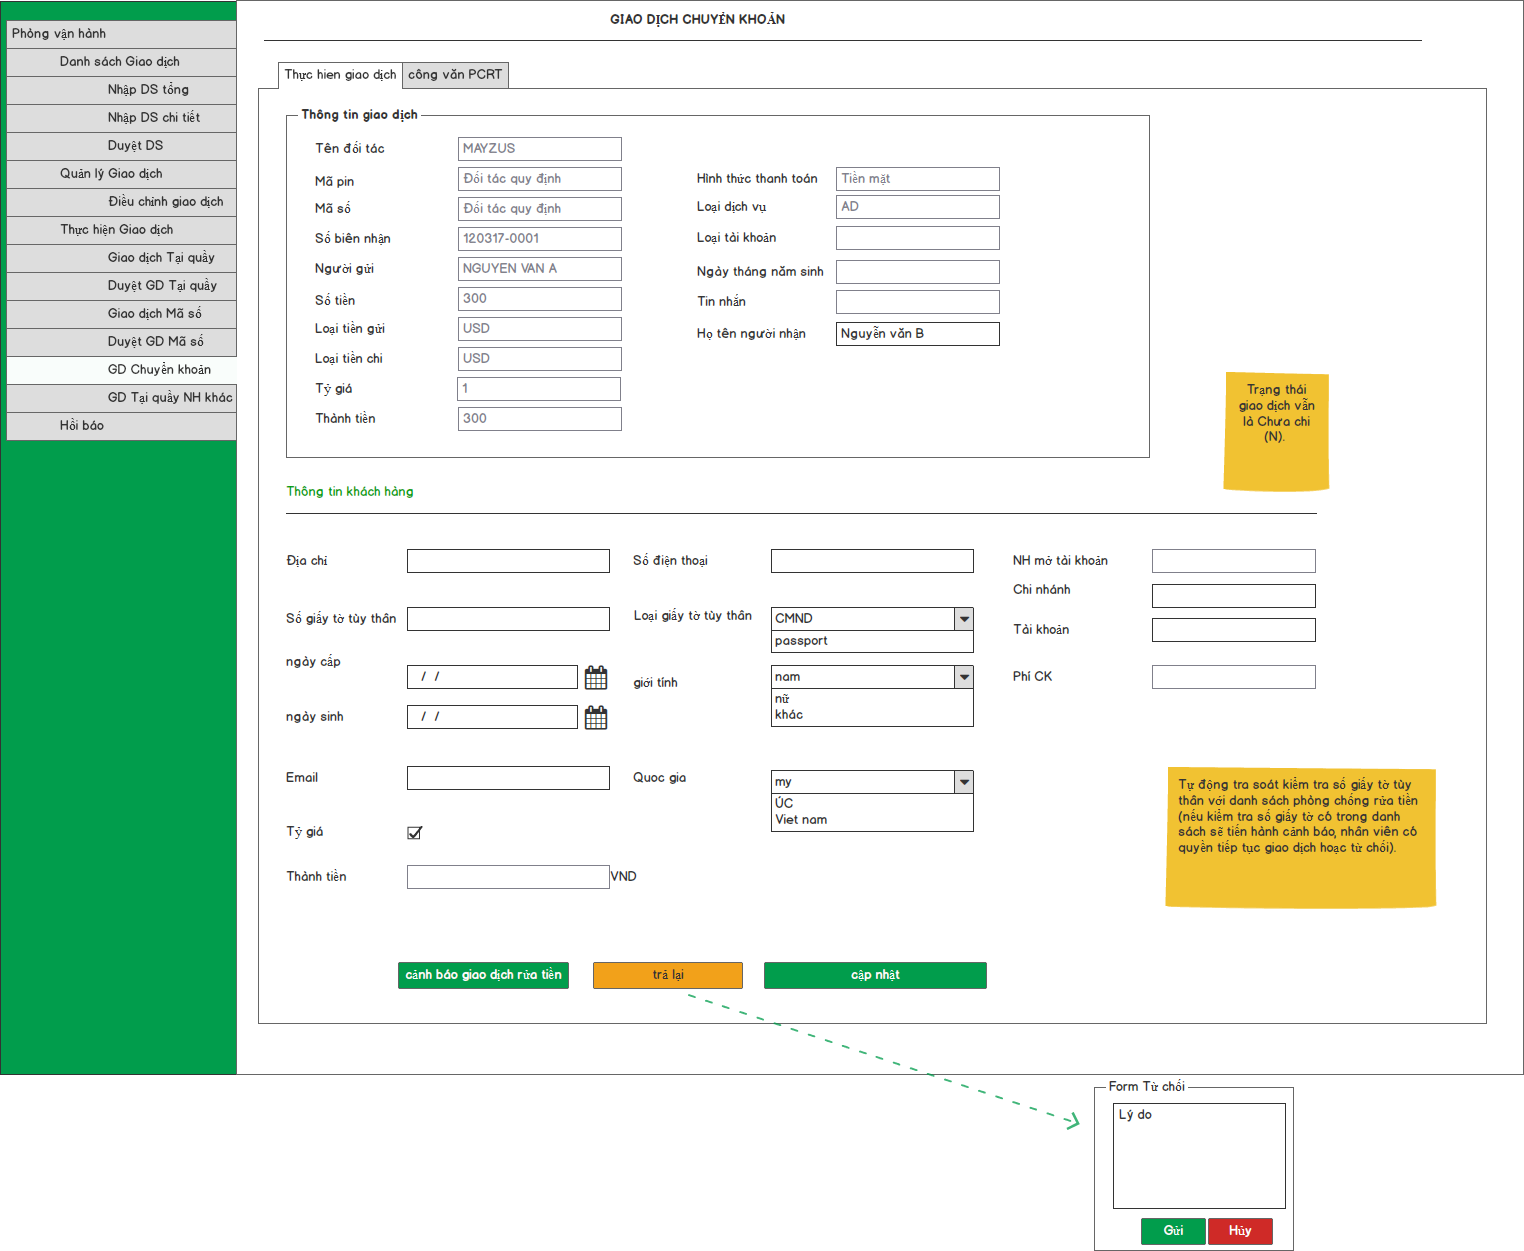 GIAO DỊCH CHUYỂN KHOẢN
Phòng vận hành
Danh sách Giao dịch
Nhập DS tổng
Nhập DS chi tiết
Duyệt DS
Quản lý Giao dịch
Điều chỉnh giao dịch
Thực hiện Giao dịch
Giao dịch Tại quầy
Duyệt GD Tại quầy
Giao dịch Mã số
Duyệt GD Mã số
GD Chuyển khoản
GD Tại quầy NH khác
Hồi báo
Thực hien giao dịch
công văn PCRT
Thông tin giao dịch
Tên đối tác
MAYZUS
Mã pin
Đối tác quy định
Mã số
Đối tác quy định
Số biên nhận
120317-0001
Người gửi
NGUYEN VAN A
Số tiền
300
Loại tiền gửi
USD
Loại tiền chi
USD
Tỷ giá
1
Thành tiền
300
Hình thức thanh toán
Tiền mặt
Loại dịch vụ
AD
Loại tài khoản
Ngày tháng năm sinh
Tin nhắn
Họ tên người nhận
Nguyễn văn B
Trạng thái
giao dịch vẫn
là Chưa chi
(N).
Thông tin khách hàng
Địa chỉ
Số giấy tờ tùy thân
ngày cấp
/ /
ngày sinh
/ /
Email
Tỷ giá
Thành tiền
VND
Số điện thoại
Loại giấy tờ tùy thân
CMND
passport
giới tính
nam
nữ
khác
Quoc gia
my
ÚC
Viet nam
NH mở tài khoản
Chi nhánh
Tài khoản
Phí CK
Tự động tra soát kiểm tra số giấy tờ tùy
thân với danh sách phòng chống rửa tiền
(nếu kiểm tra số giấy tờ có trong danh
sách sẽ tiến hành cảnh báo, nhân viên có
quyền tiếp tục giao dịch hoạc từ chối).
cảnh báo giao dịch rửa tiền
trả lại
cập nhật
Form Từ chối
Lý do
Gửi
Hủy